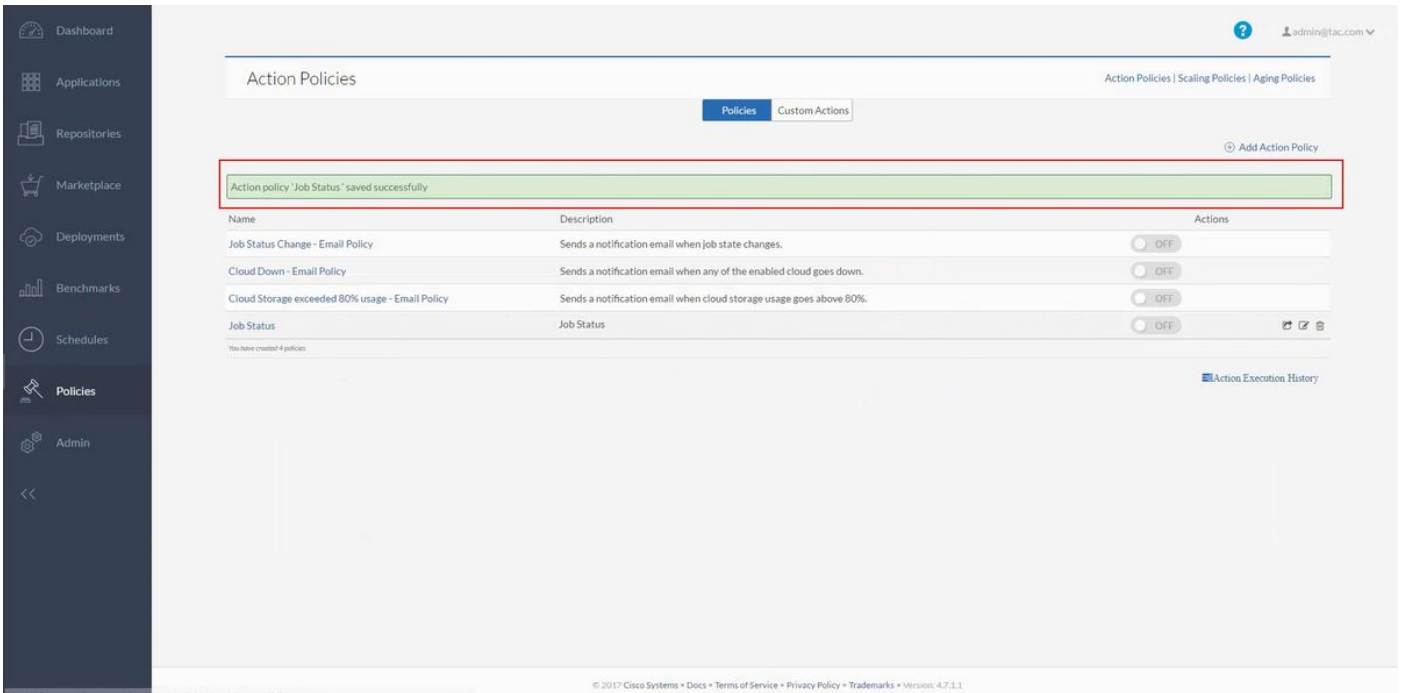 Dashboard
admin@tac.com
Action Policies
Action Policies | Scaling Policies | Aging Policies
Applications
Policies Custom Actions
Repositories
Add Action Policy
Marketplace
Action policy 'Job Status ' saved successfully
Name Description Actions
Deployments
Job Status Change - Email Policy Sends a notification email when job state changes. OFF
Cloud Down - Email Policy Sends a notification email when any of the enabled cloud goes down. OFF
Benchmarks
Cloud Storage exceeded 80% usage - Email Policy Sends a notification email when cloud storage usage goes above 80%. OFF
Job Status Job Status OFF
Schedules
You have created 4 policies.
Action Execution History
Policies
Admin
<<
© 2017 Cisco Systems • Docs • Terms of Service • Privacy Policy • Trademarks • Version: 4.7.1.1